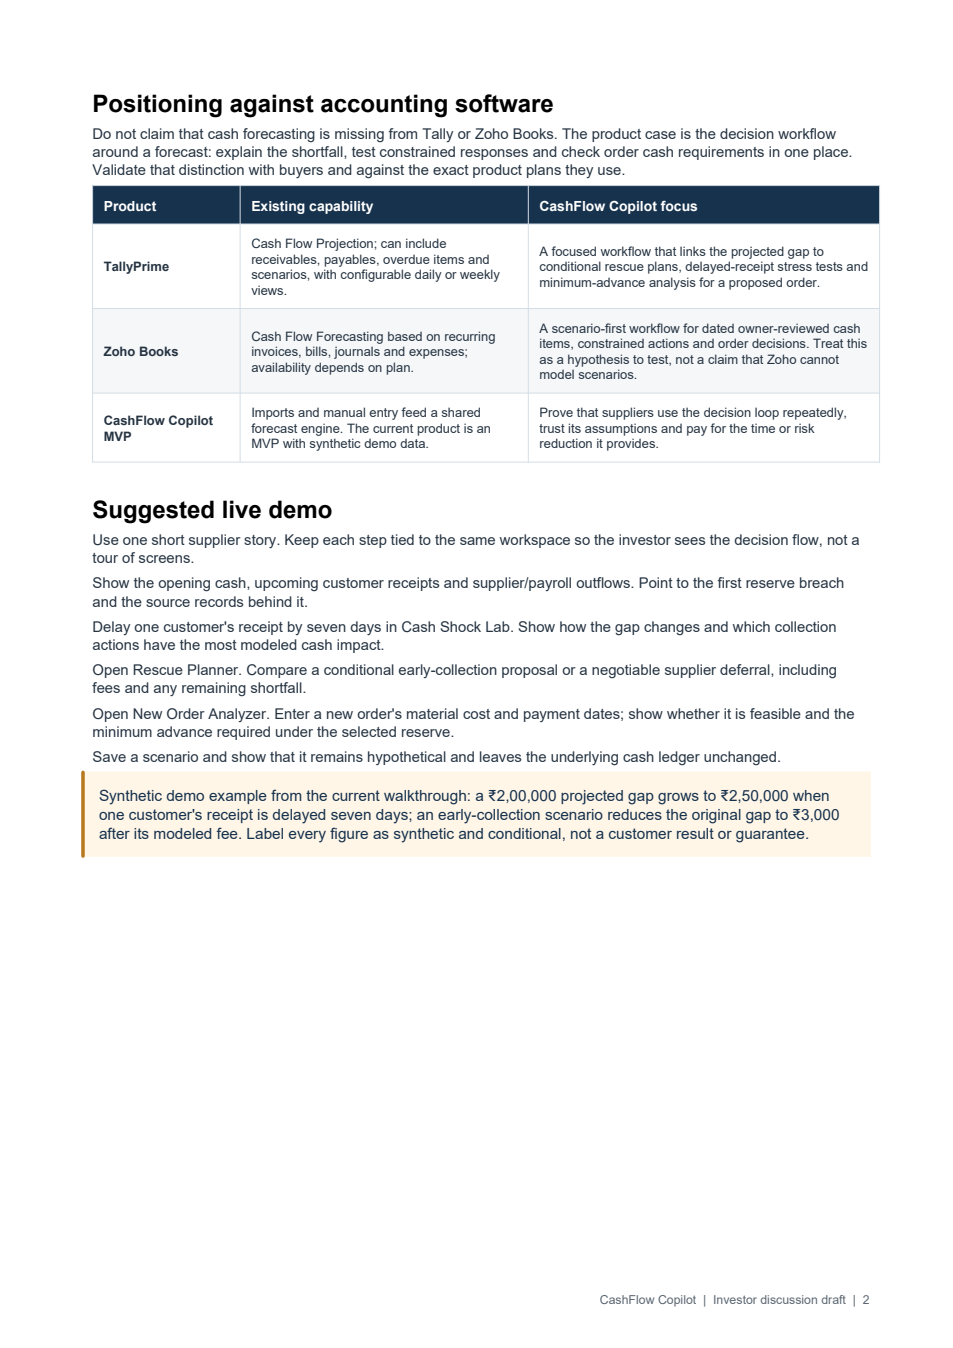 Positioning against accounting software
Do not claim that cash forecasting is missing from Tally or Zoho Books. The product case is the decision workflow
around a forecast: explain the shortfall, test constrained responses and check order cash requirements in one place.
Validate that distinction with buyers and against the exact product plans they use.
Product
Existing capability
CashFlow Copilot focus
TallyPrime
Cash Flow Projection; can include
receivables, payables, overdue items and
scenarios, with configurable daily or weekly
views.
A focused workflow that links the projected gap to
conditional rescue plans, delayed-receipt stress tests and
minimum-advance analysis for a proposed order.
Zoho Books
Cash Flow Forecasting based on recurring
invoices, bills, journals and expenses;
availability depends on plan.
A scenario-first workflow for dated owner-reviewed cash
items, constrained actions and order decisions. Treat this
as a hypothesis to test, not a claim that Zoho cannot
model scenarios.
CashFlow Copilot
MVP
Imports and manual entry feed a shared
forecast engine. The current product is an
MVP with synthetic demo data.
Prove that suppliers use the decision loop repeatedly,
trust its assumptions and pay for the time or risk
reduction it provides.
Suggested live demo
Use one short supplier story. Keep each step tied to the same workspace so the investor sees the decision flow, not a
tour of screens.
Show the opening cash, upcoming customer receipts and supplier/payroll outflows. Point to the first reserve breach
and the source records behind it.
Delay one customer's receipt by seven days in Cash Shock Lab. Show how the gap changes and which collection
actions have the most modeled cash impact.
Open Rescue Planner. Compare a conditional early-collection proposal or a negotiable supplier deferral, including
fees and any remaining shortfall.
Open New Order Analyzer. Enter a new order's material cost and payment dates; show whether it is feasible and the
minimum advance required under the selected reserve.
Save a scenario and show that it remains hypothetical and leaves the underlying cash ledger unchanged.
Synthetic demo example from the current walkthrough: a ₹2,00,000 projected gap grows to ₹2,50,000 when
one customer's receipt is delayed seven days; an early-collection scenario reduces the original gap to ₹3,000
after its modeled fee. Label every figure as synthetic and conditional, not a customer result or guarantee.
CashFlow Copilot | Investor discussion draft | 2